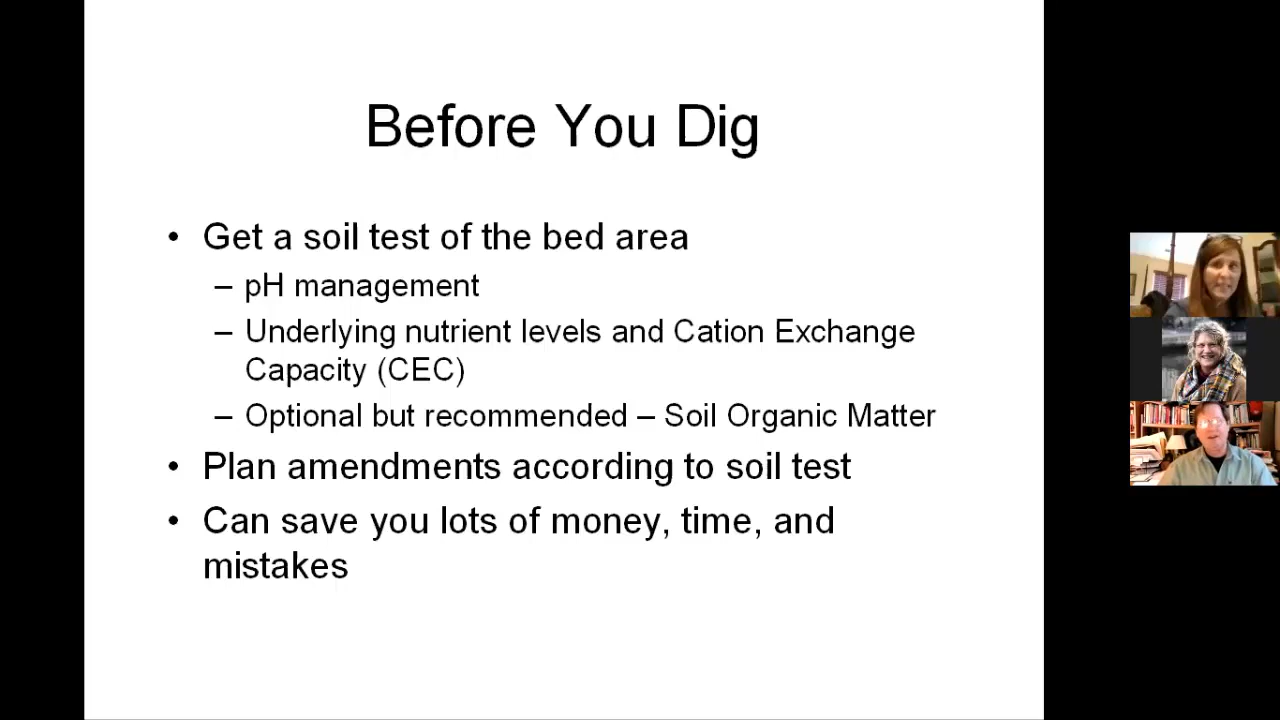 Before You Dig
• Get a soil test of the bed area
– pH management
– Underlying nutrient levels and Cation Exchange
Capacity (CEC)
– Optional but recommended – Soil Organic Matter
• Plan amendments according to soil test
• Can save you lots of money, time, and
mistakes